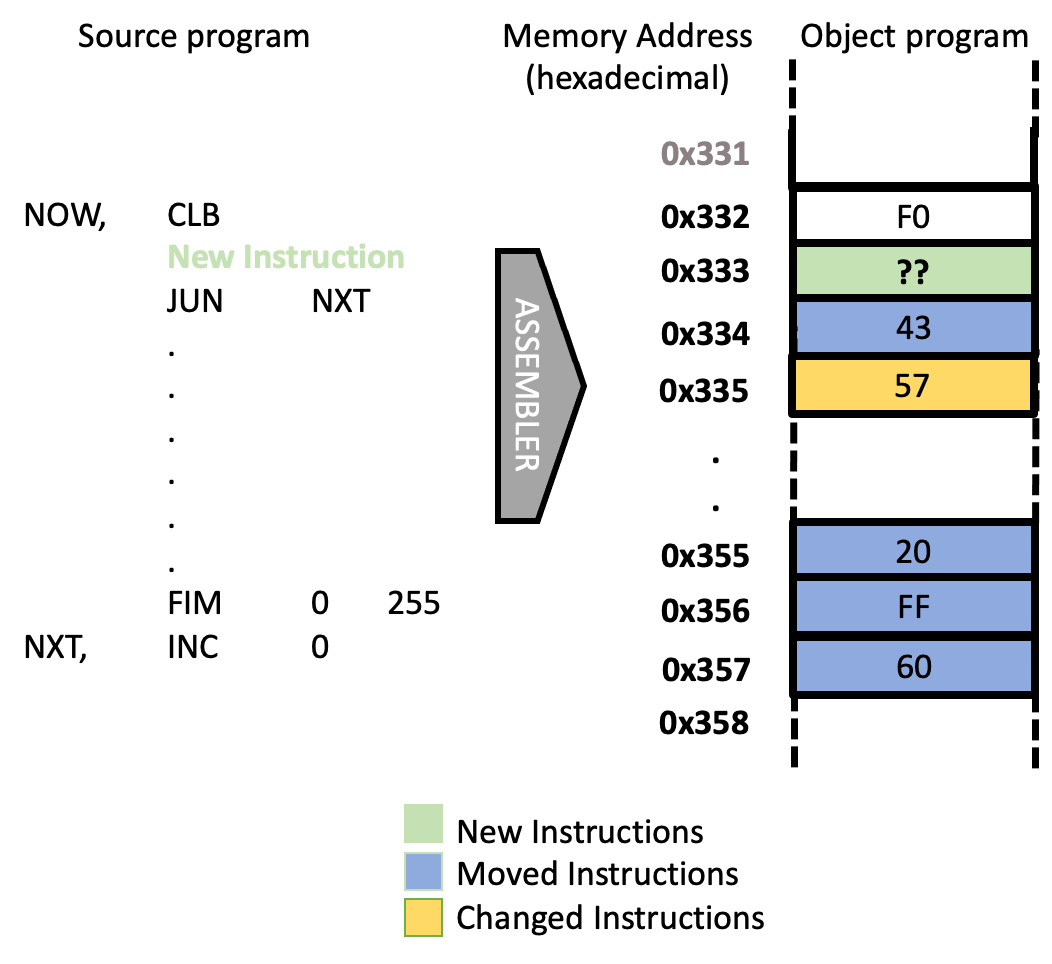 Source program
Memory Address
(hexadecimal)
Object program
0x331
NOW, CLB 0x332 F0
New Instruction 0x333 ??
JUN NXT 0x334 43
. 0x335 57
.
.
.
.
.
ASSEMBLER
.
.
0x355 20
FIM 0 255 0x356 FF
NXT, INC 0 0x357 60
0x358
New Instructions
Moved Instructions
Changed Instructions